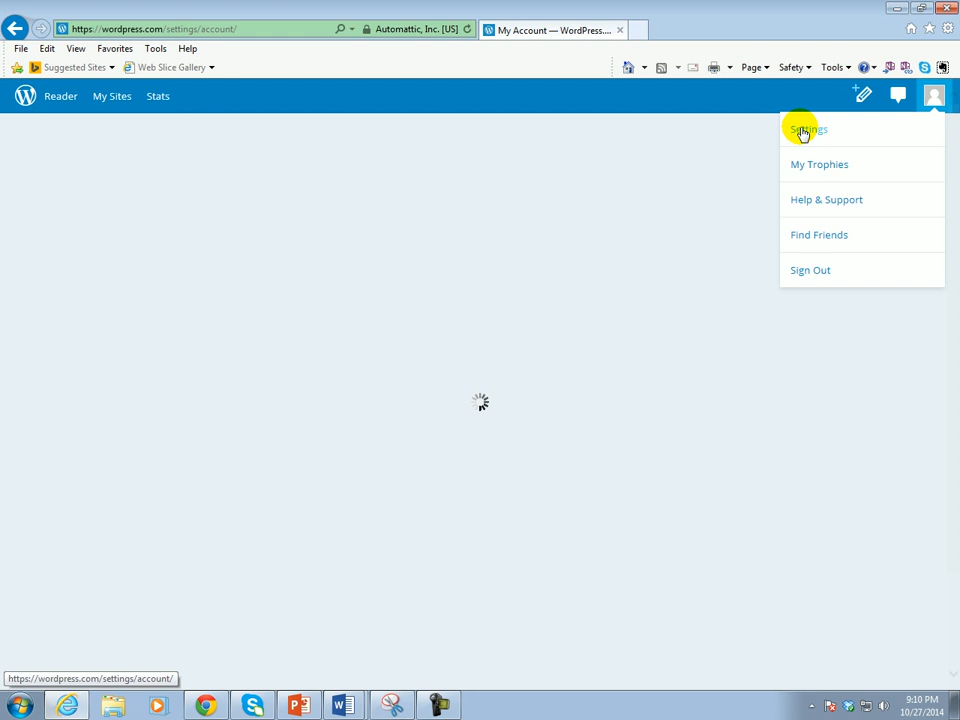 https://wordpress.com/settings/account/
Automattic, Inc. [US]
My Account — WordPress....
File Edit View Favorites Tools Help
Suggested Sites Web Slice Gallery
Page Safety Tools
Reader My Sites Stats
Settings
My Trophies
Help & Support
Find Friends
Sign Out
https://wordpress.com/settings/account/
9:10 PM
10/27/2014